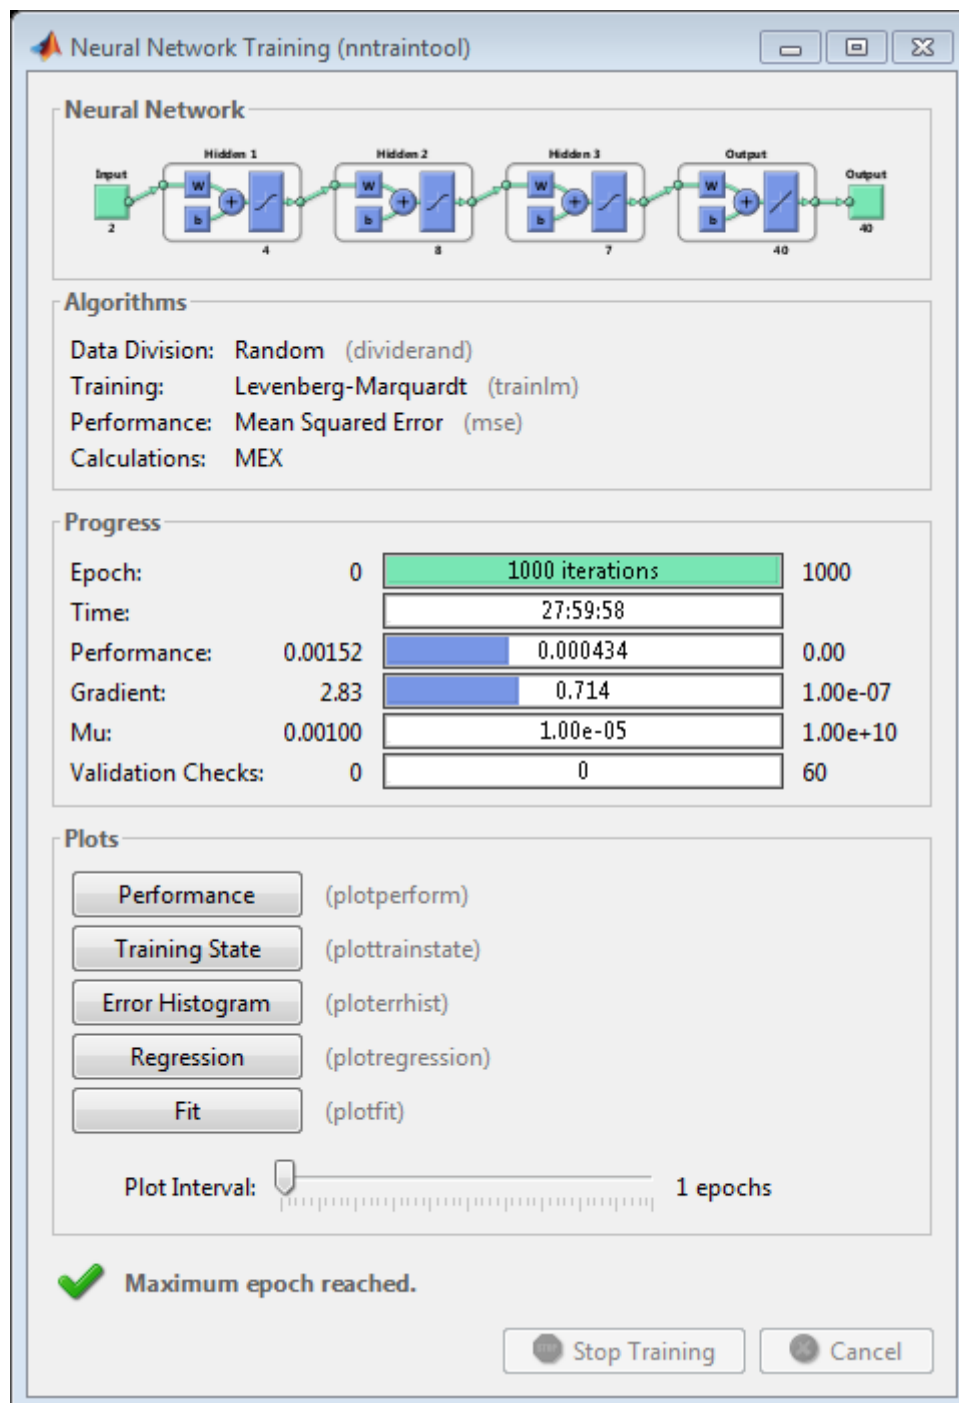 Neural Network Training (nntraintool)
Neural Network
Hidden 1 Hidden 2 Hidden 3 Output
Input W b + W b + W b + W b + Output
2 4 8 7 40 40
Algorithms
Data Division: Random (dividerand)
Training: Levenberg-Marquardt (trainlm)
Performance: Mean Squared Error (mse)
Calculations: MEX
Progress
Epoch: 0 1000 iterations 1000
Time: 27:59:58
Performance: 0.00152 0.000434 0.00
Gradient: 2.83 0.714 1.00e-07
Mu: 0.00100 1.00e-05 1.00e+10
Validation Checks: 0 0 60
Plots
Performance (plotperform)
Training State (plottrainstate)
Error Histogram (ploterrhist)
Regression (plotregression)
Fit (plotfit)
Plot Interval: 1 epochs
Maximum epoch reached.
Stop Training Cancel